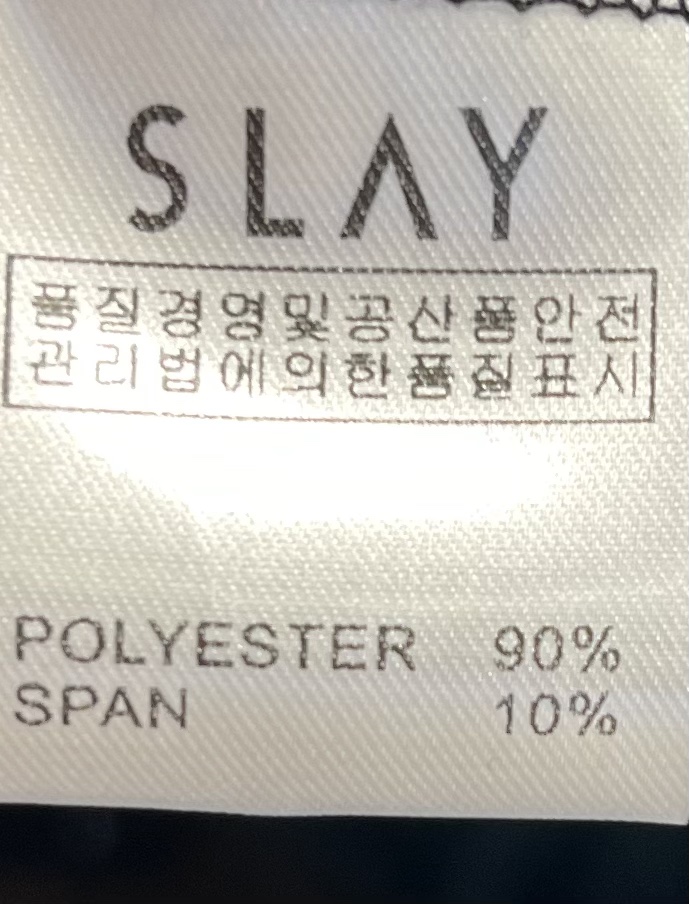 SLAY
품질경영및공산품안전
관리법에의한품질표시
POLYESTER 90%
SPAN 10%